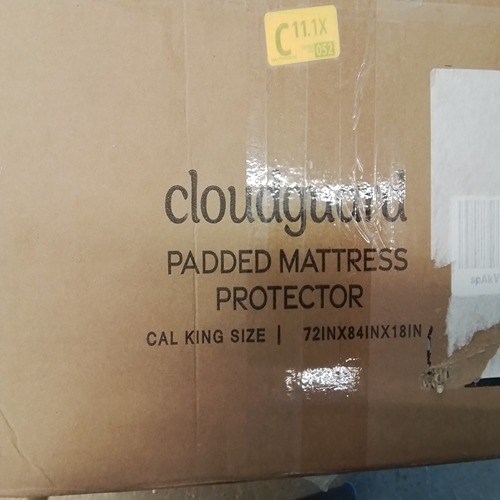 C 11.1X
052
cloudguard
PADDED MATTRESS
PROTECTOR
CAL KING SIZE | 72INX84INX18IN